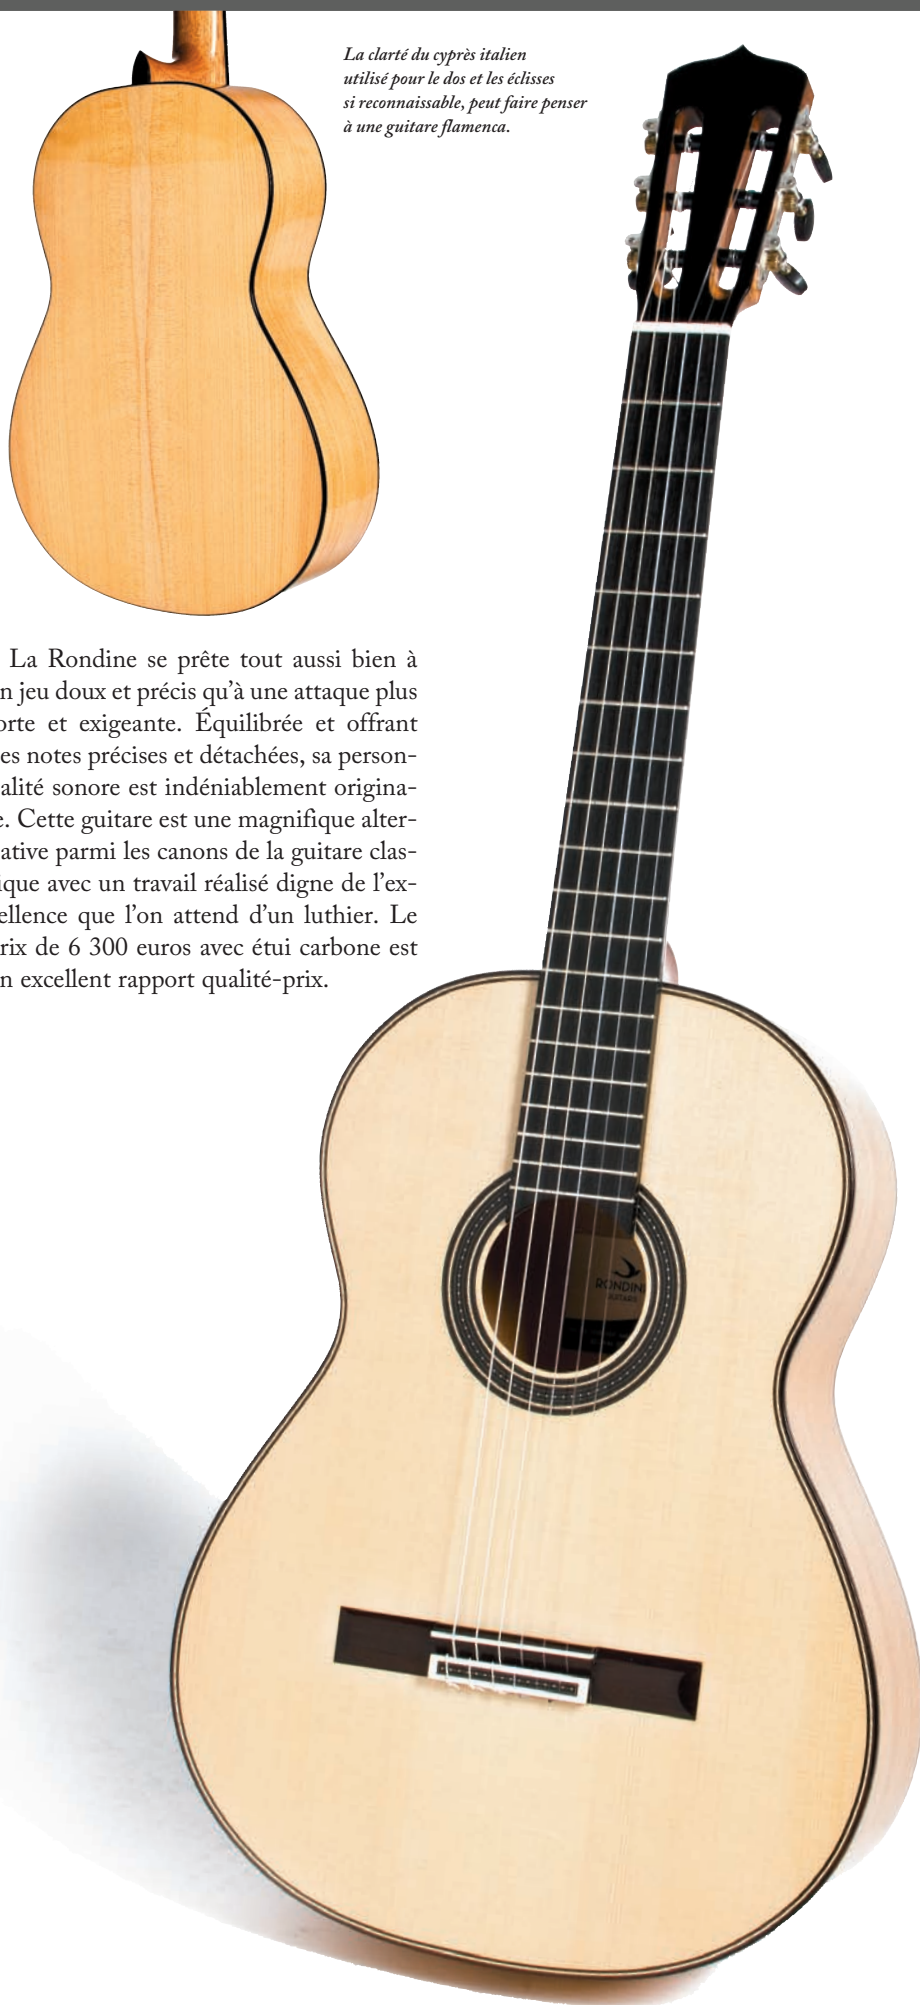 La clarté du cyprès italien
utilisé pour le dos et les éclisses
si reconnaissable, peut faire penser
à une guitare flamenca.
La Rondine se prête tout aussi bien à
n jeu doux et précis qu'à une attaque plus
orte et exigeante. Équilibrée et offrant
es notes précises et détachées, sa person-
alité sonore est indéniablement origina-
e. Cette guitare est une magnifique alter-
ative parmi les canons de la guitare clas-
ique avec un travail réalisé digne de l'ex-
ellence que l'on attend d'un luthier. Le
rix de 6 300 euros avec étui carbone est
n excellent rapport qualité-prix.
RONDIN
GUITARS